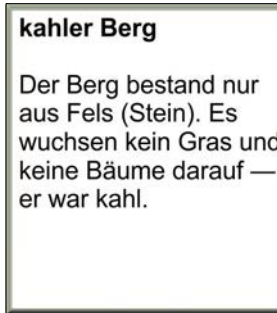 kahler Berg
Der Berg bestand nur
aus Fels (Stein). Es
wuchsen kein Gras und
keine Bäume darauf —
er war kahl.